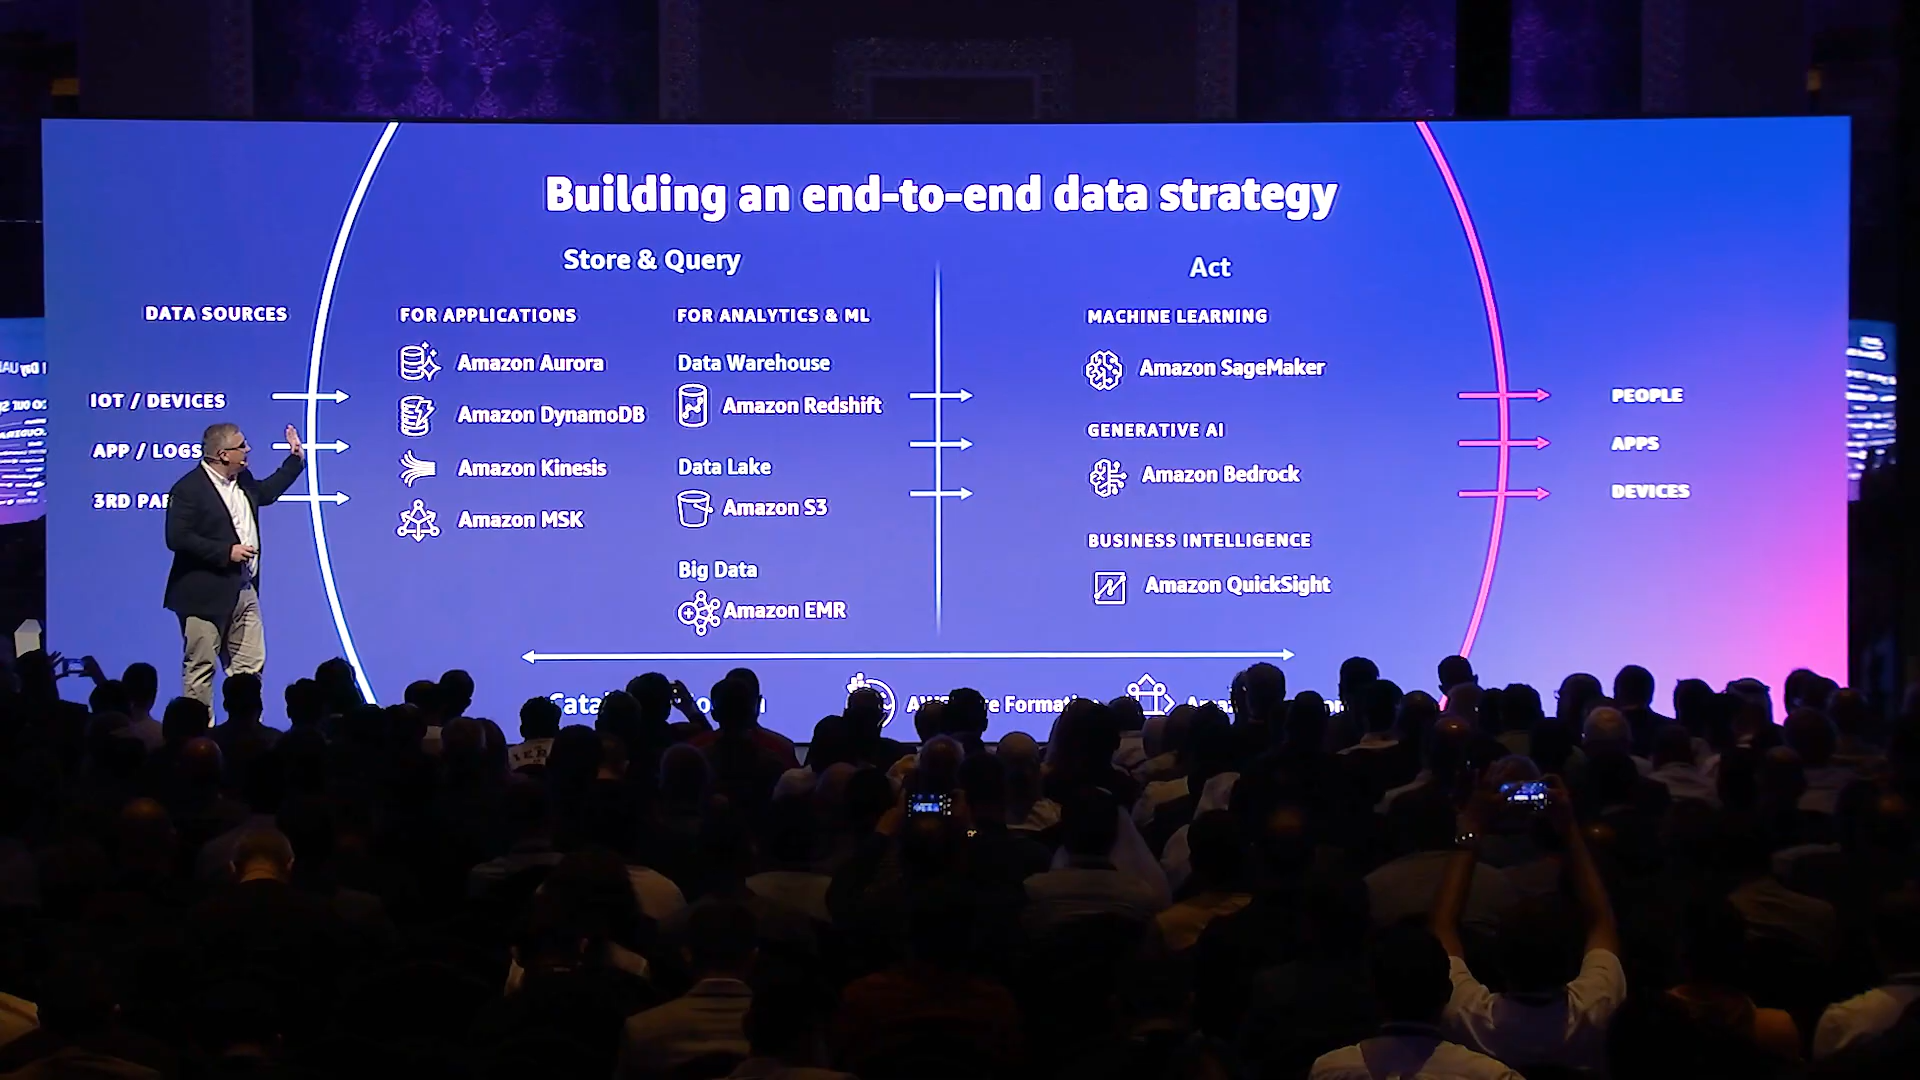 Building an end-to-end data strategy
Store & Query
Act
DATA SOURCES
IOT / DEVICES
APP / LOGS
3RD
FOR APPLICATIONS
Amazon Aurora
Amazon DynamoDB
Amazon Kinesis
Amazon MSK
FOR ANALYTICS & ML
Data Warehouse
Amazon Redshift
Data Lake
Amazon S3
Big Data
Amazon EMR
MACHINE LEARNING
Amazon SageMaker
GENERATIVE AI
Amazon Bedrock
BUSINESS INTELLIGENCE
Amazon QuickSight
PEOPLE
APPS
DEVICES